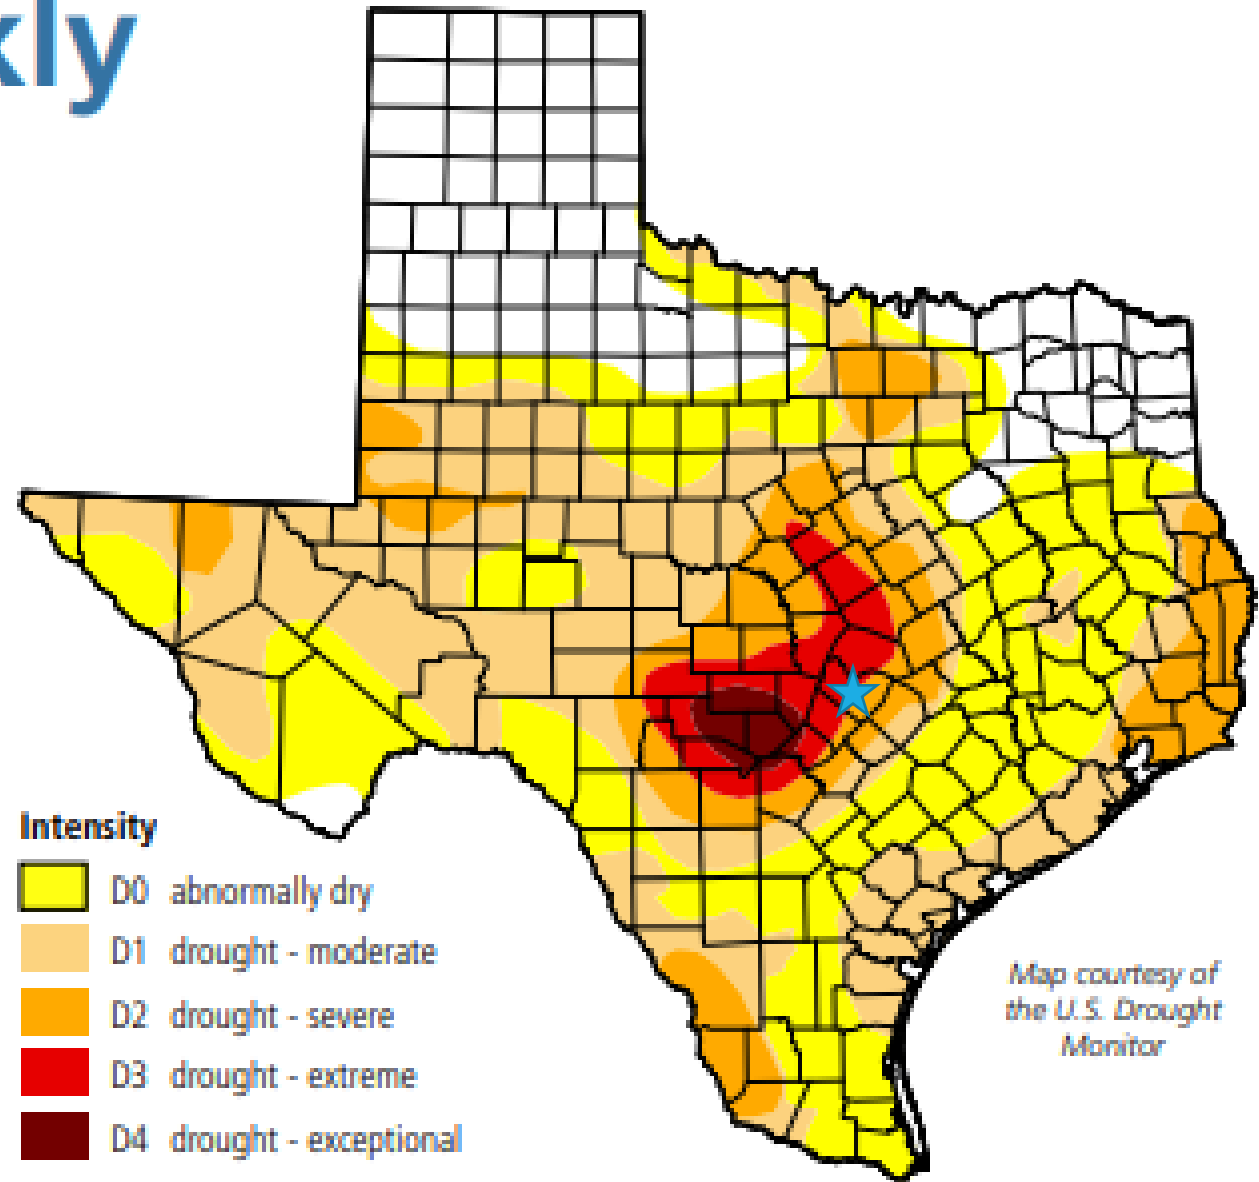 kly
Intensity
D0 abnormally dry
D1 drought - moderate
D2 drought - severe
D3 drought - extreme
D4 drought - exceptional
Map courtesy of
the U.S. Drought
Monitor